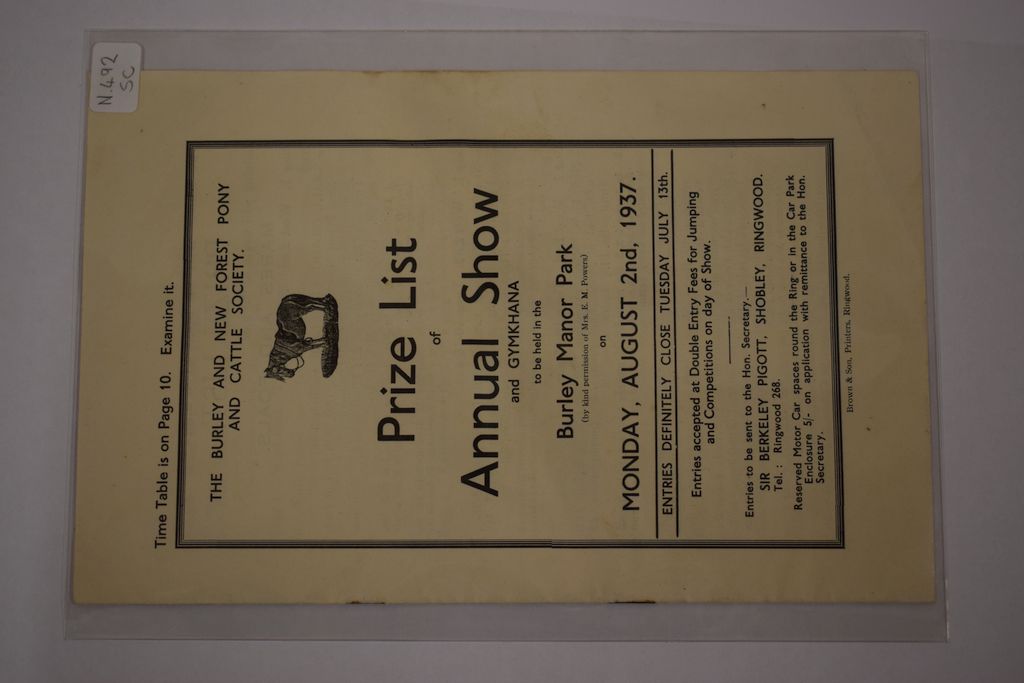 N.492
SC
Time Table is on Page 10. Examine it.
THE BURLEY AND NEW FOREST PONY
AND CATTLE SOCIETY.
Prize List
of
Annual Show
and GYMKHANA
to be held in the
Burley Manor Park
(by kind permission of Mrs. E. M. Powers)
on
MONDAY, AUGUST 2nd, 1937.
ENTRIES DEFINITELY CLOSE TUESDAY JULY 13th.
Entries accepted at Double Entry Fees for Jumping
and Competitions on day of Show.
Entries to be sent to the Hon. Secretary.—
SIR BERKELEY PIGOTT, SHOBLEY, RINGWOOD.
Tel. : Ringwood 268.
Reserved Motor Car spaces round the Ring or in the Car Park
Enclosure 5/- on application with remittance to the Hon.
Secretary.
Brown & Son, Printers, Ringwood.